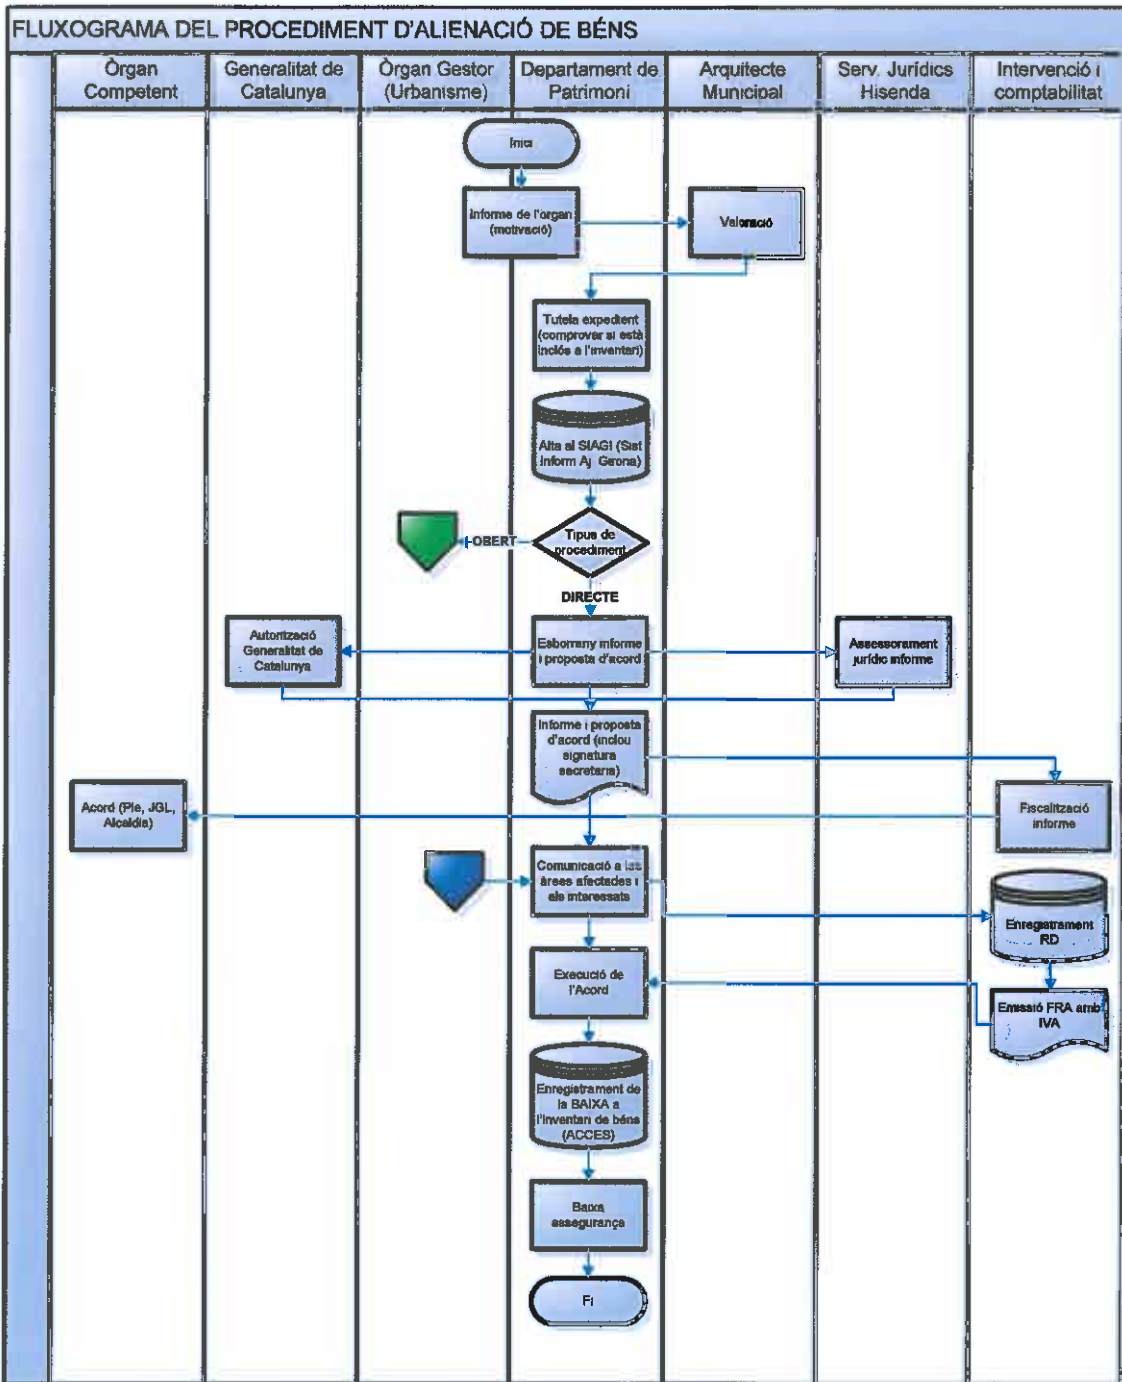 FLUXOGRAMA DEL PROCEDIMENT D'ALIENACIÓ DE BÉNS
Òrgan
Competent
Generalitat de
Catalunya
Òrgan Gestor
(Urbanisme)
Departament de
Patrimoni
Arquitecte
Municipal
Serv. Jurídics
Hisenda
Intervenció i
comptabilitat
Inici
Informe de l'organ
(motivació)
Valoració
Tutela expedient
(comprovar si està
inclós a l'inventari)
Alta al SIAGI (Sist
Inform Aj Girona)
Tipus de
procediment
OBERT
DIRECTE
Autorització
Generalitat de
Catalunya
Esborrany informe
i proposta d'acord
Assessorament
jurídic informe
Informe i proposta
d'acord (inclou
signatura
secretaria)
Acord (Ple, JGL,
Alcaldia)
Fiscalització
informe
Comunicació a les
àrees afectades i
als interessats
Enregistrament
RD
Execució de
l'Acord
Emissió FRA amb
IVA
Enregistrament de
la BAIXA a
l'inventari de béns
(ACCES)
Baixa
assegurança
Fi